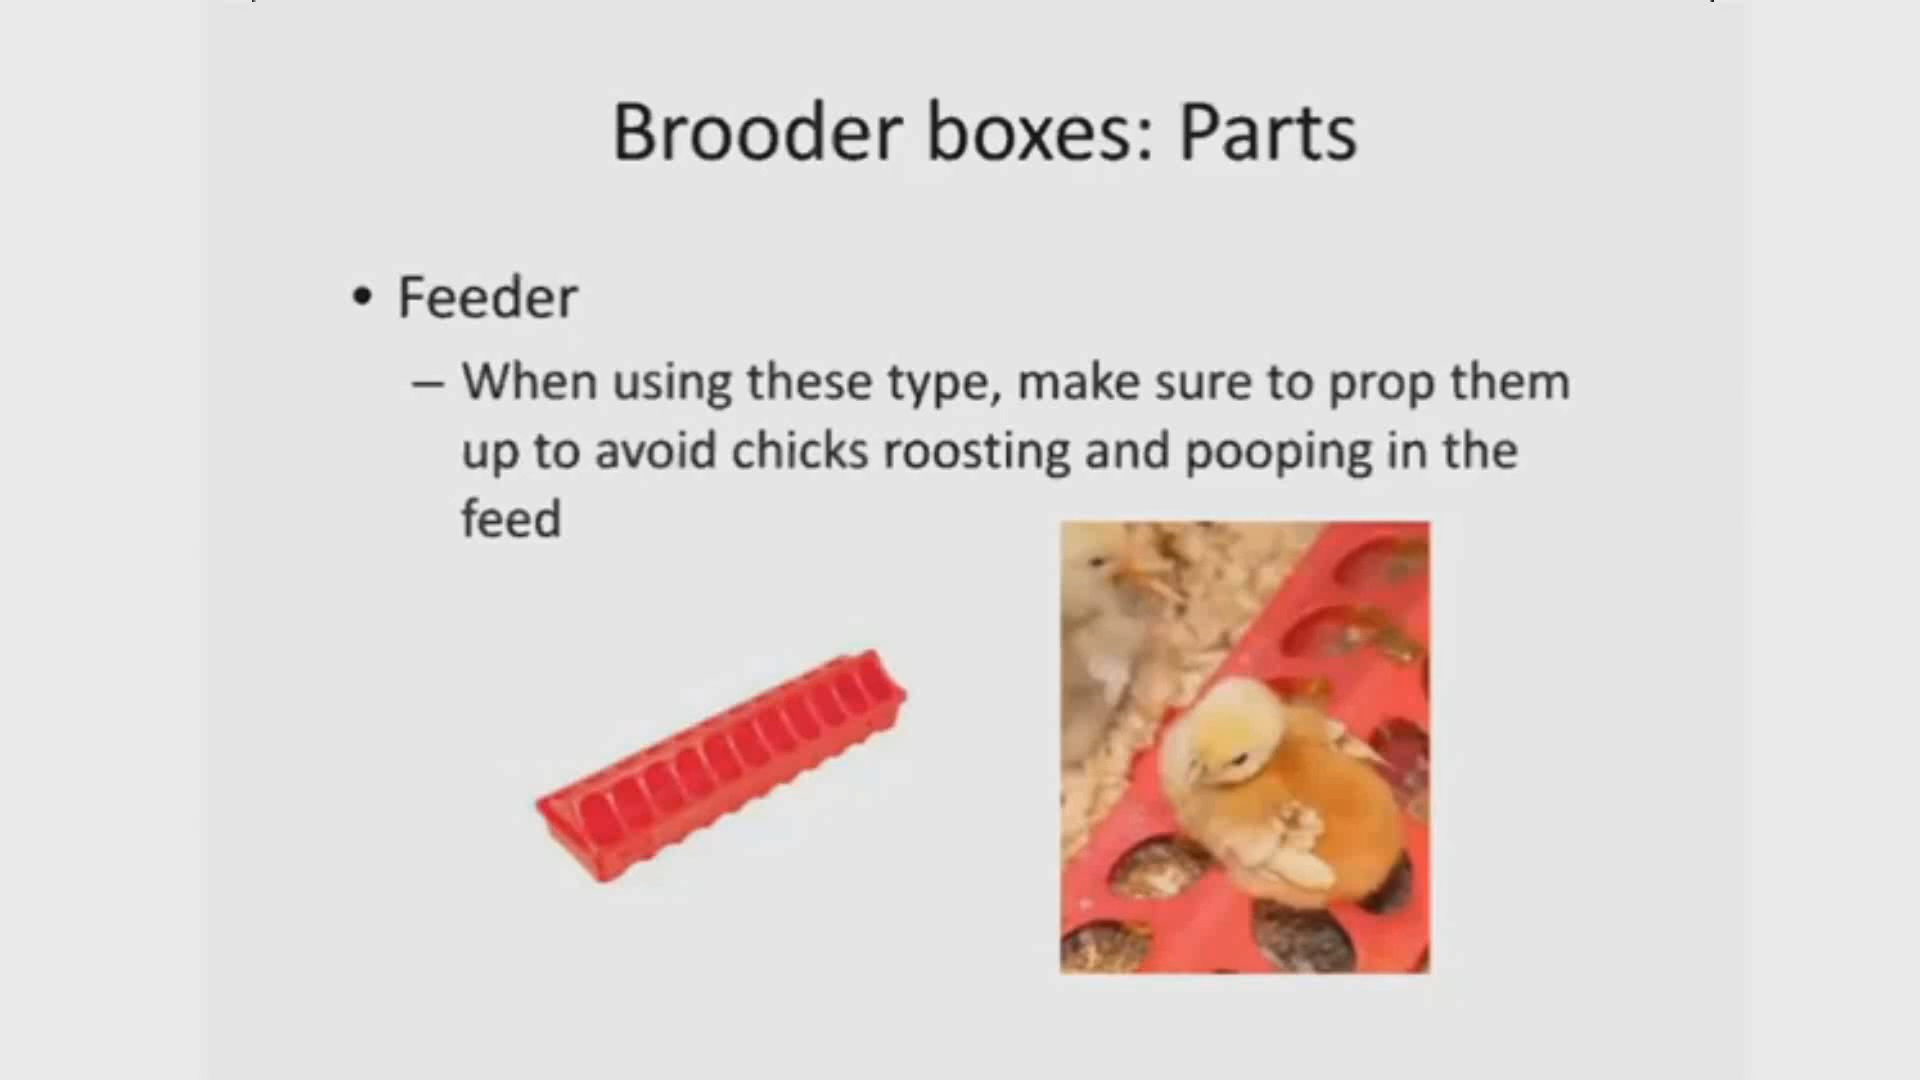 Brooder boxes: Parts
• Feeder
– When using these type, make sure to prop them
up to avoid chicks roosting and pooping in the
feed